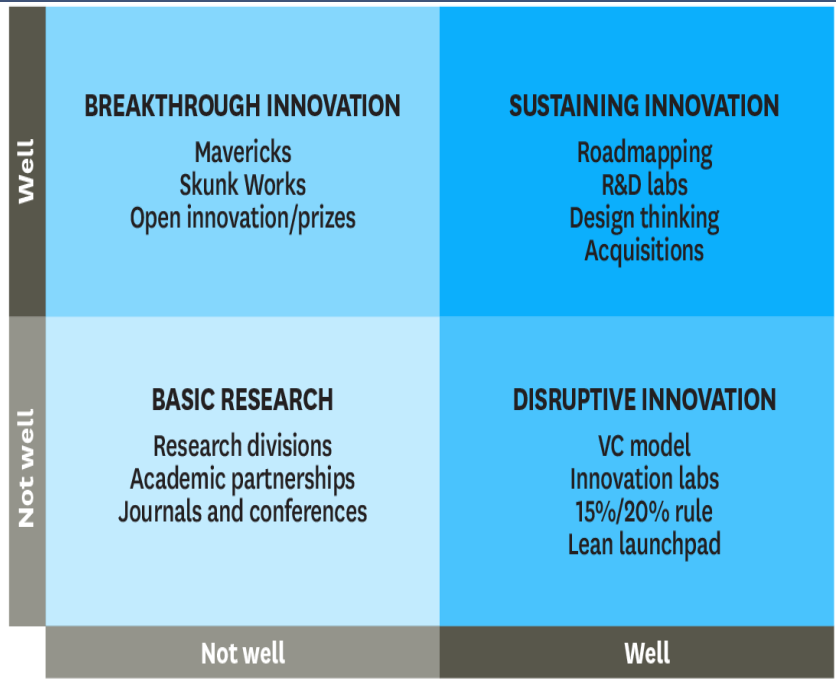 Well
BREAKTHROUGH INNOVATION
Mavericks
Skunk Works
Open innovation/prizes
SUSTAINING INNOVATION
Roadmapping
R&D labs
Design thinking
Acquisitions
Not well
BASIC RESEARCH
Research divisions
Academic partnerships
Journals and conferences
DISRUPTIVE INNOVATION
VC model
Innovation labs
15%/20% rule
Lean launchpad
Not well
Well